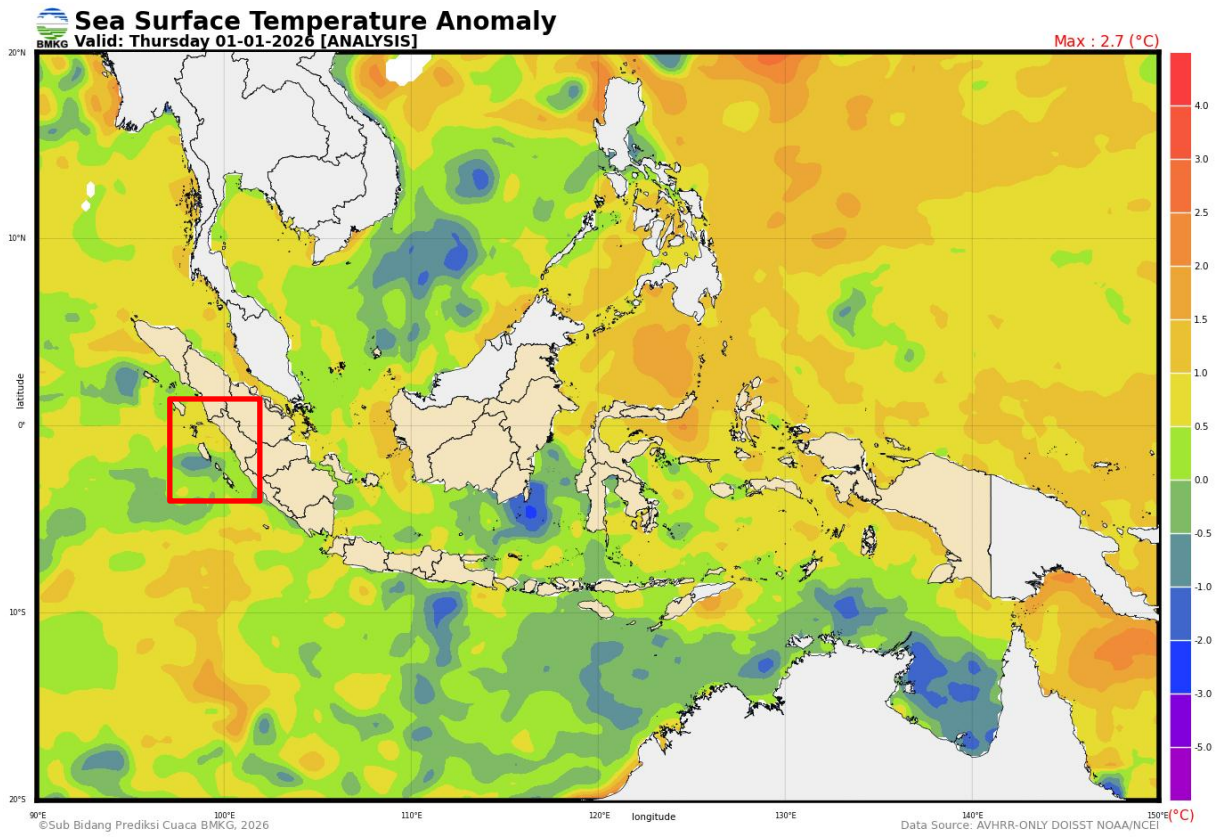 BMKG
Sea Surface Temperature Anomaly
Valid: Thursday 01-01-2026 [ANALYSIS]
Max : 2.7 (°C)
20°N
10°N
0°
10°S
20°S
latitude
4.0
3.0
2.5
2.0
1.5
1.0
0.5
0.0
-0.5
-1.0
-2.0
-3.0
-5.0
(°C)
90°E
100°E
110°E
120°E
130°E
140°E
150°E
longitude
©Sub Bidang Prediksi Cuaca BMKG, 2026
Data Source: AVHRR-ONLY DOISST NOAA/NCEI